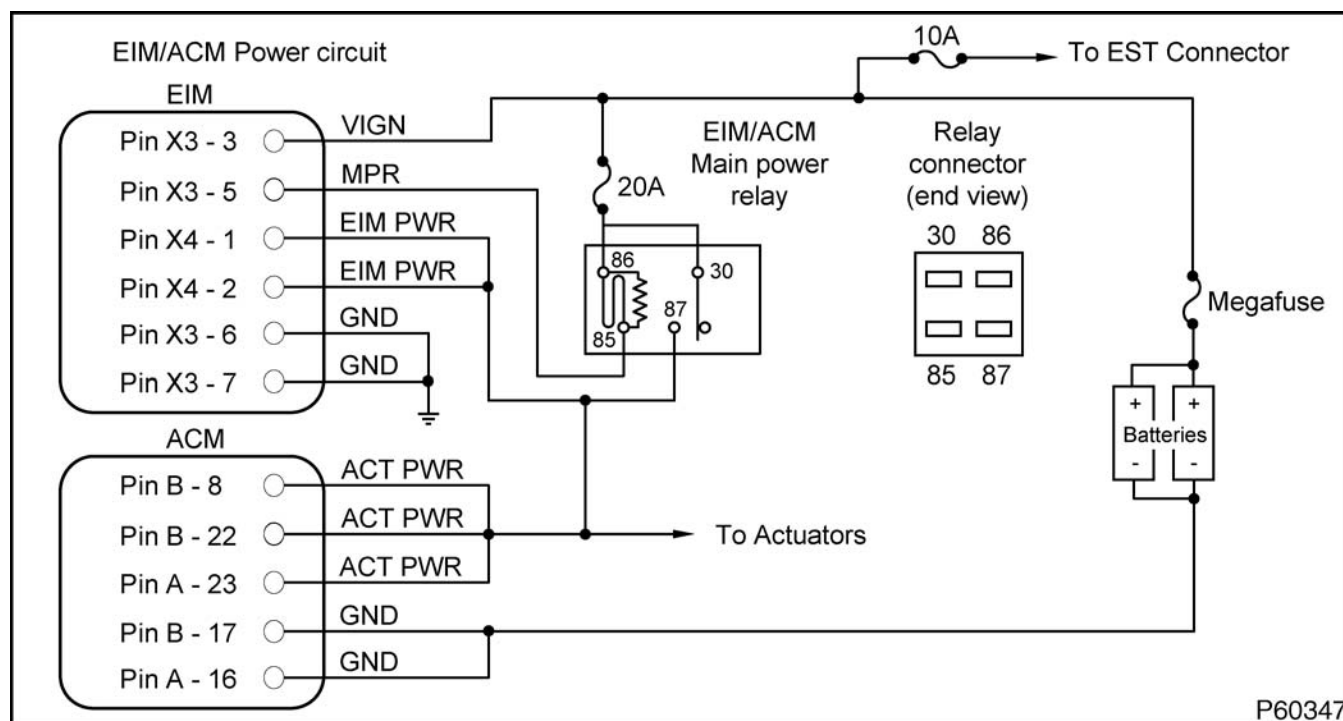 10A
To EST Connector
EIM/ACM Power circuit
EIM
Pin X3 - 3
VIGN
Pin X3 - 5
MPR
Pin X4 - 1
EIM PWR
Pin X4 - 2
EIM PWR
Pin X3 - 6
GND
Pin X3 - 7
GND
20A
EIM/ACM
Main power
relay
86
30
87
85
Relay
connector
(end view)
30 86
85 87
Megafuse
+ +
Batteries
- -
ACM
Pin B - 8
ACT PWR
Pin B - 22
ACT PWR
Pin A - 23
ACT PWR
Pin B - 17
GND
Pin A - 16
GND
To Actuators
P60347